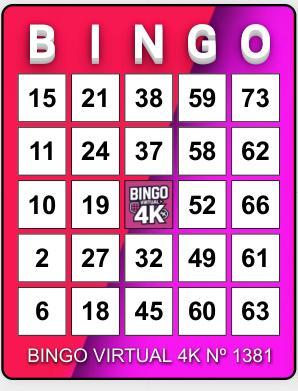 B I N G O
15 21 38 59 73
11 24 37 58 62
10 19 BINGO VIRTUAL 4K 52 66
2 27 32 49 61
6 18 45 60 63
BINGO VIRTUAL 4K Nº 1381